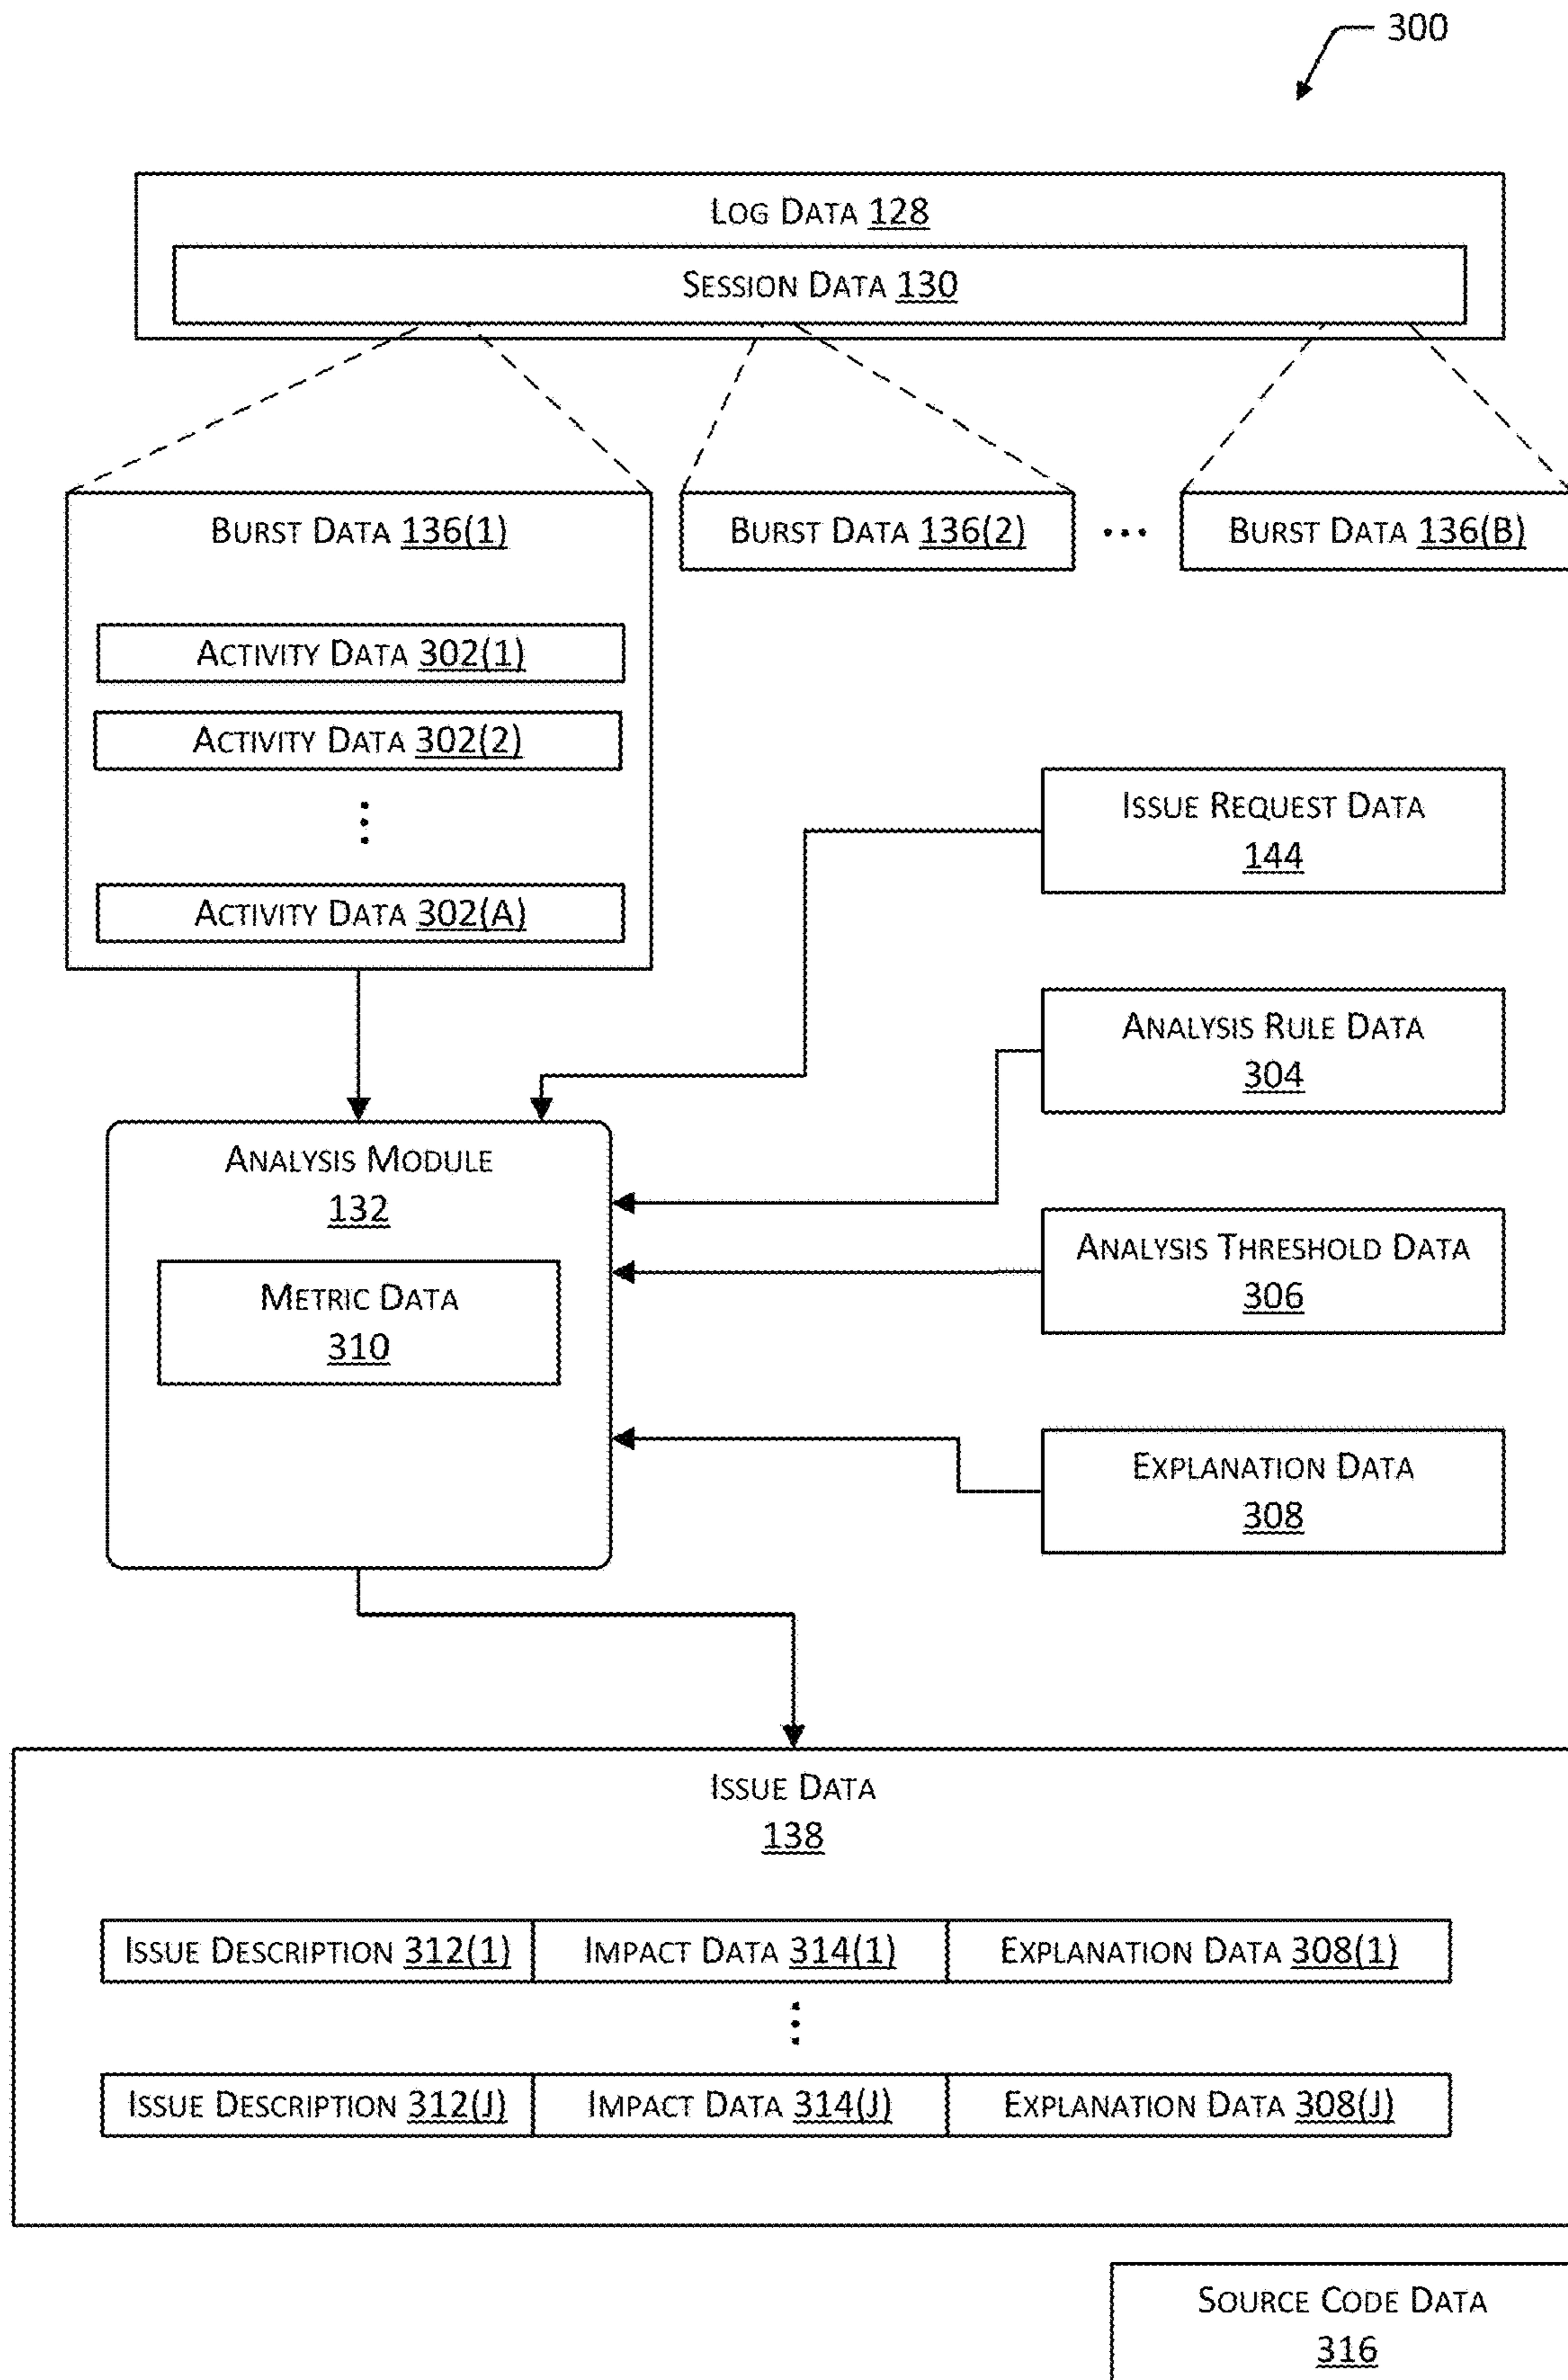 300
LOG DATA 128
SESSION DATA 130
BURST DATA 136(1)
BURST DATA 136(2)
...
BURST DATA 136(B)
ACTIVITY DATA 302(1)
ACTIVITY DATA 302(2)
ACTIVITY DATA 302(A)
ISSUE REQUEST DATA
144
ANALYSIS RULE DATA
304
ANALYSIS MODULE
132
METRIC DATA
310
ANALYSIS THRESHOLD DATA
306
EXPLANATION DATA
308
ISSUE DATA
138
ISSUE DESCRIPTION 312(1) IMPACT DATA 314(1) EXPLANATION DATA 308(1)
ISSUE DESCRIPTION 312(J) IMPACT DATA 314(J) EXPLANATION DATA 308(J)
SOURCE CODE DATA
316